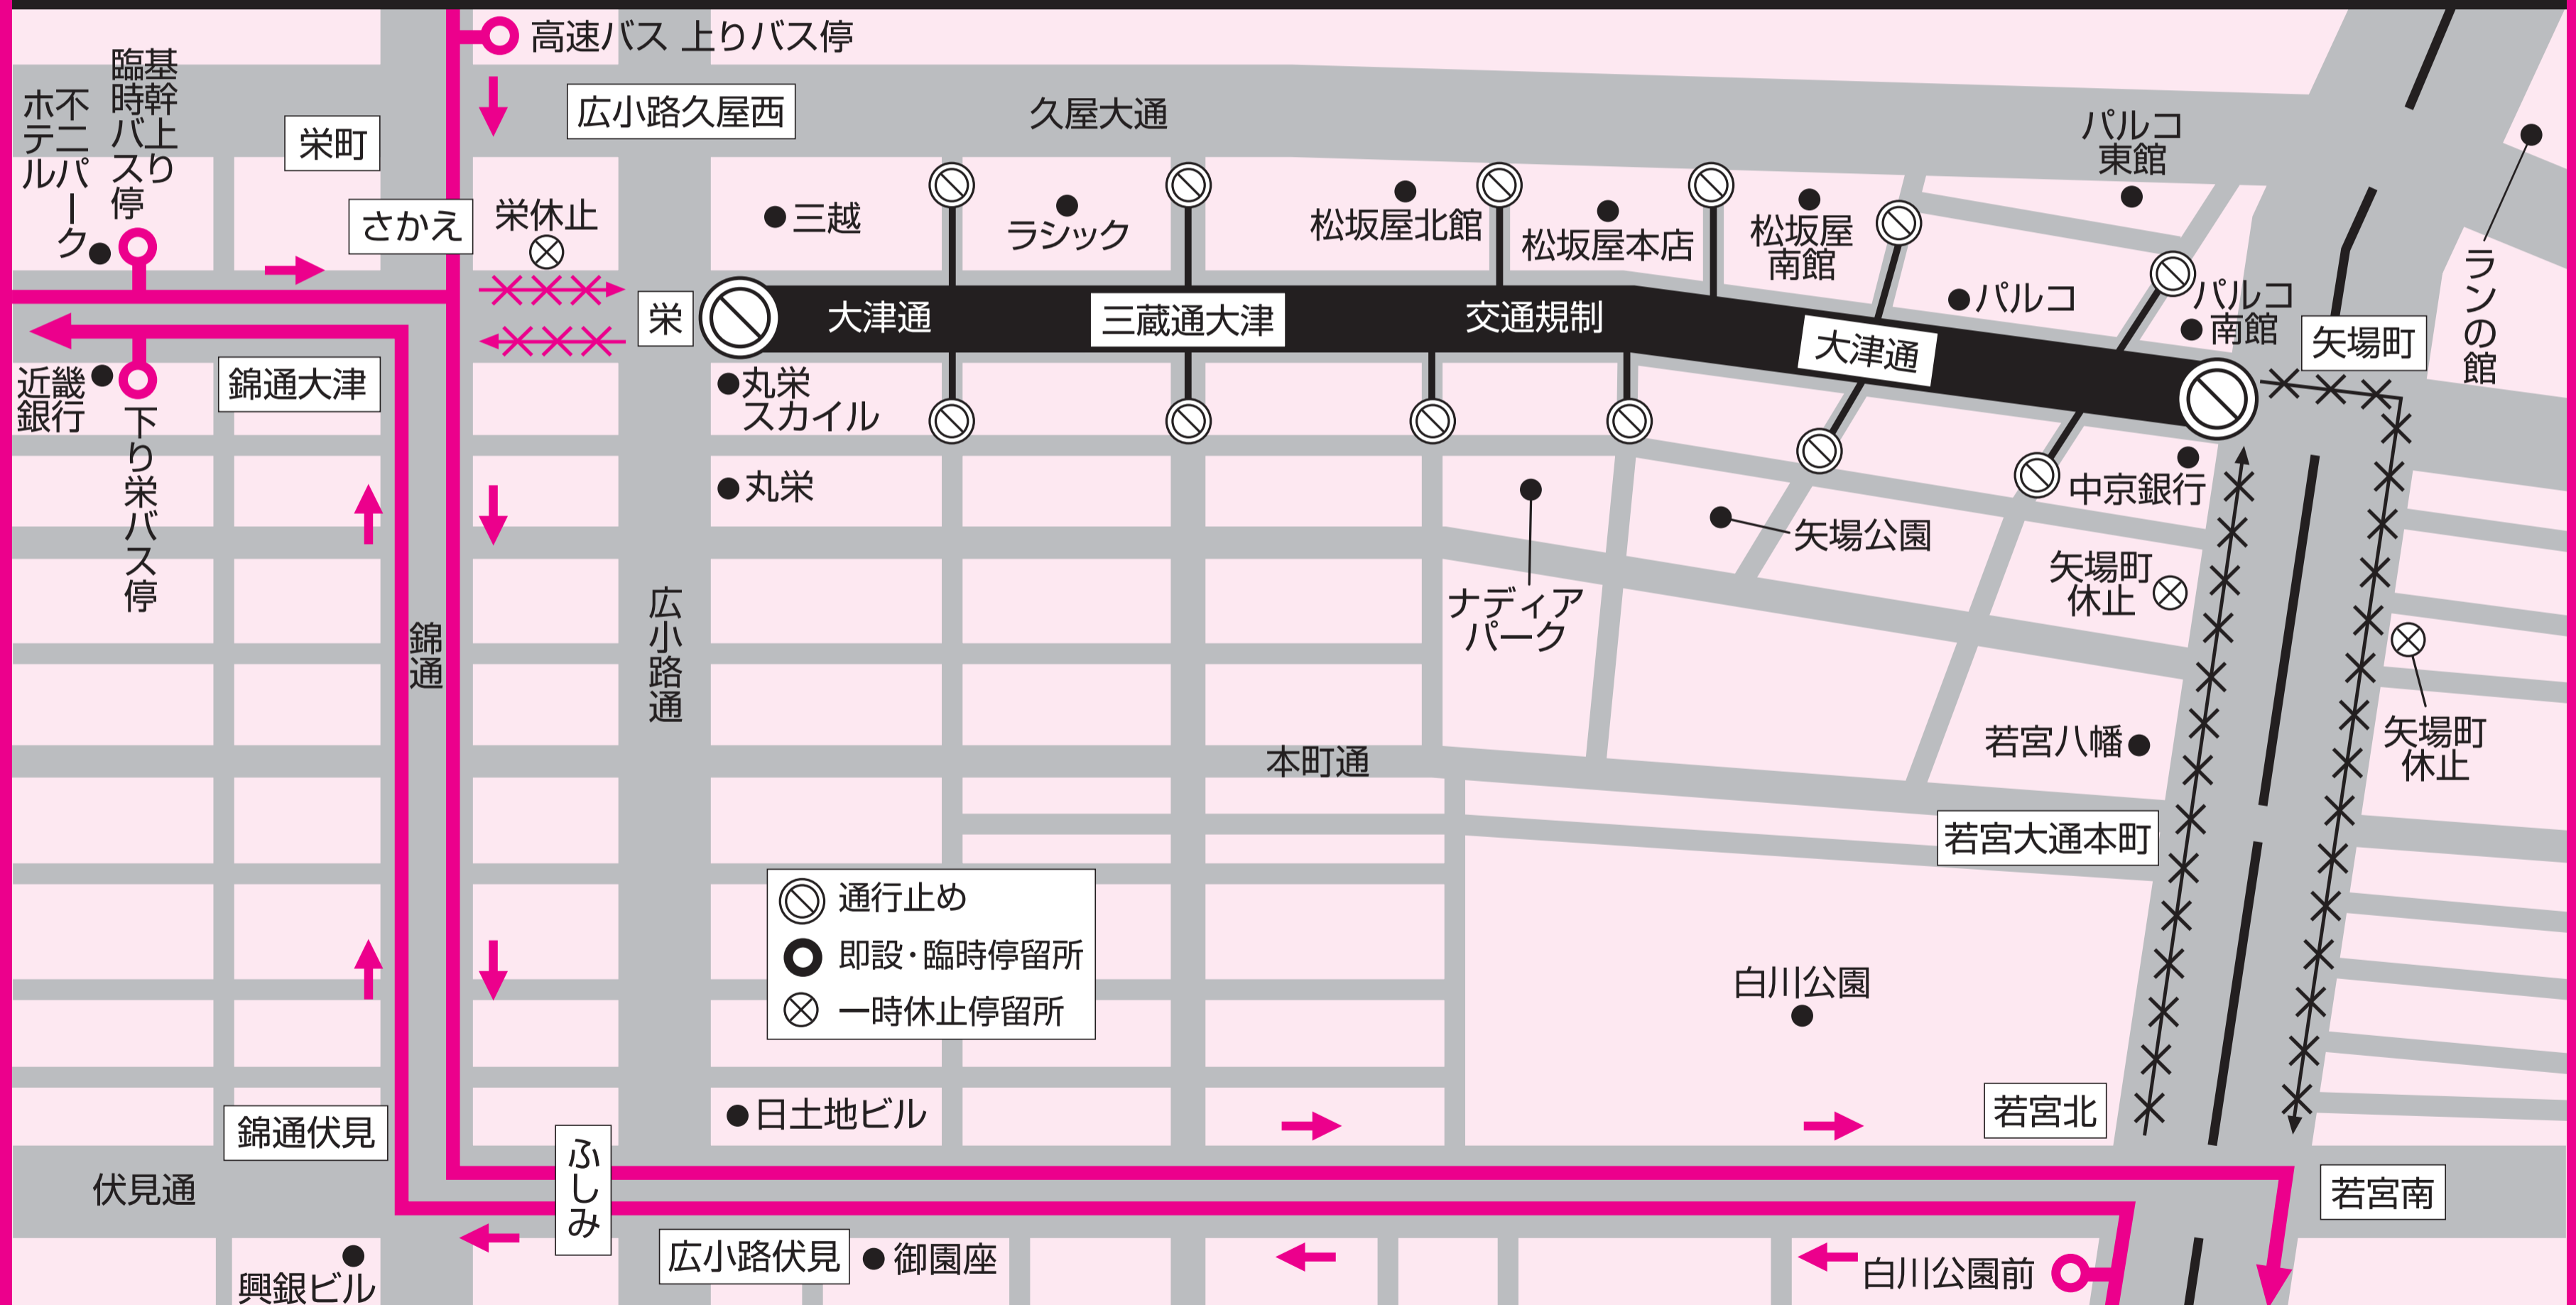 高速バス 上りバス停
基幹上り
臨時バス停
不二パーク
ホテル
栄町
広小路久屋西
久屋大通
パルコ
東館
さかえ
栄休止
三越
ラシック
松坂屋北館
松坂屋本店
松坂屋
南館
パルコ
パルコ
南館
矢場町
ランの館
栄
大津通
三蔵通大津
交通規制
大津通
近畿
銀行
下り栄バス停
錦通大津
丸栄
スカイル
丸栄
中京銀行
矢場公園
ナディア
パーク
矢場町
休止
錦通
広小路通
本町通
若宮八幡
矢場町
休止
若宮大通本町
通行止め
即設・臨時停留所
一時休止停留所
白川公園
錦通伏見
日土地ビル
若宮北
ふしみ
伏見通
若宮南
興銀ビル
広小路伏見
御園座
白川公園前